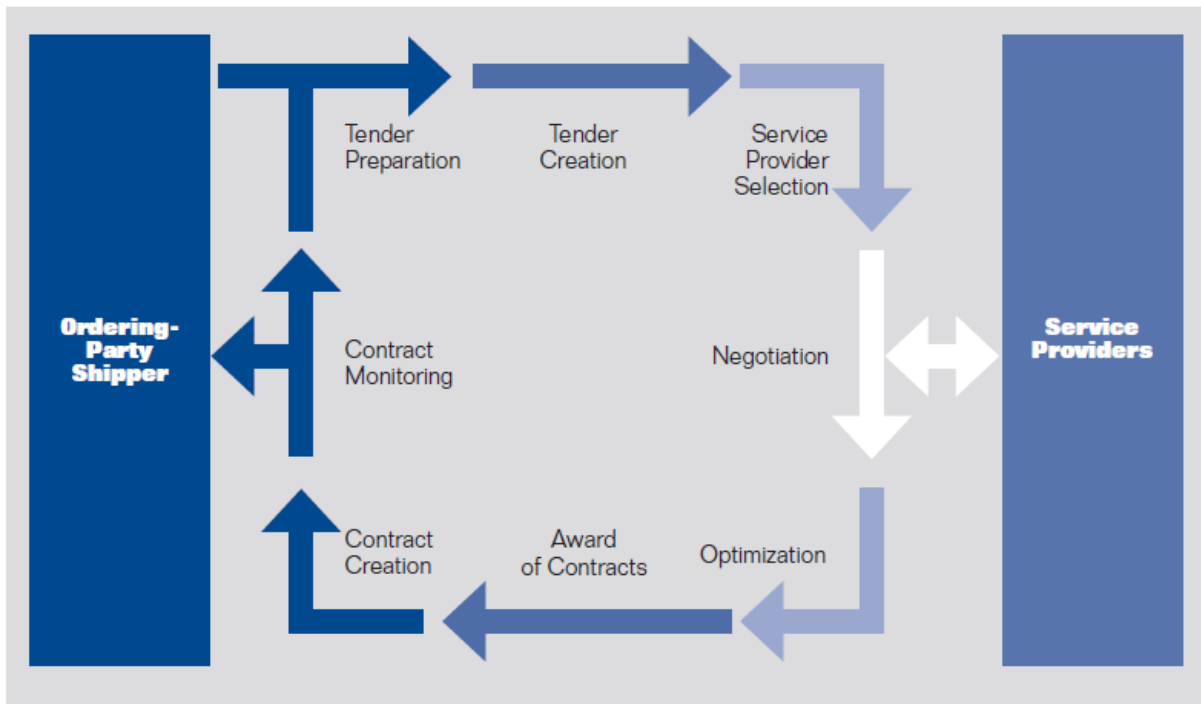 Tender
Preparation
Tender
Creation
Service
Provider
Selection
Ordering-
Party
Shipper
Contract
Monitoring
Negotiation
Service
Providers
Contract
Creation
Award
of Contracts
Optimization